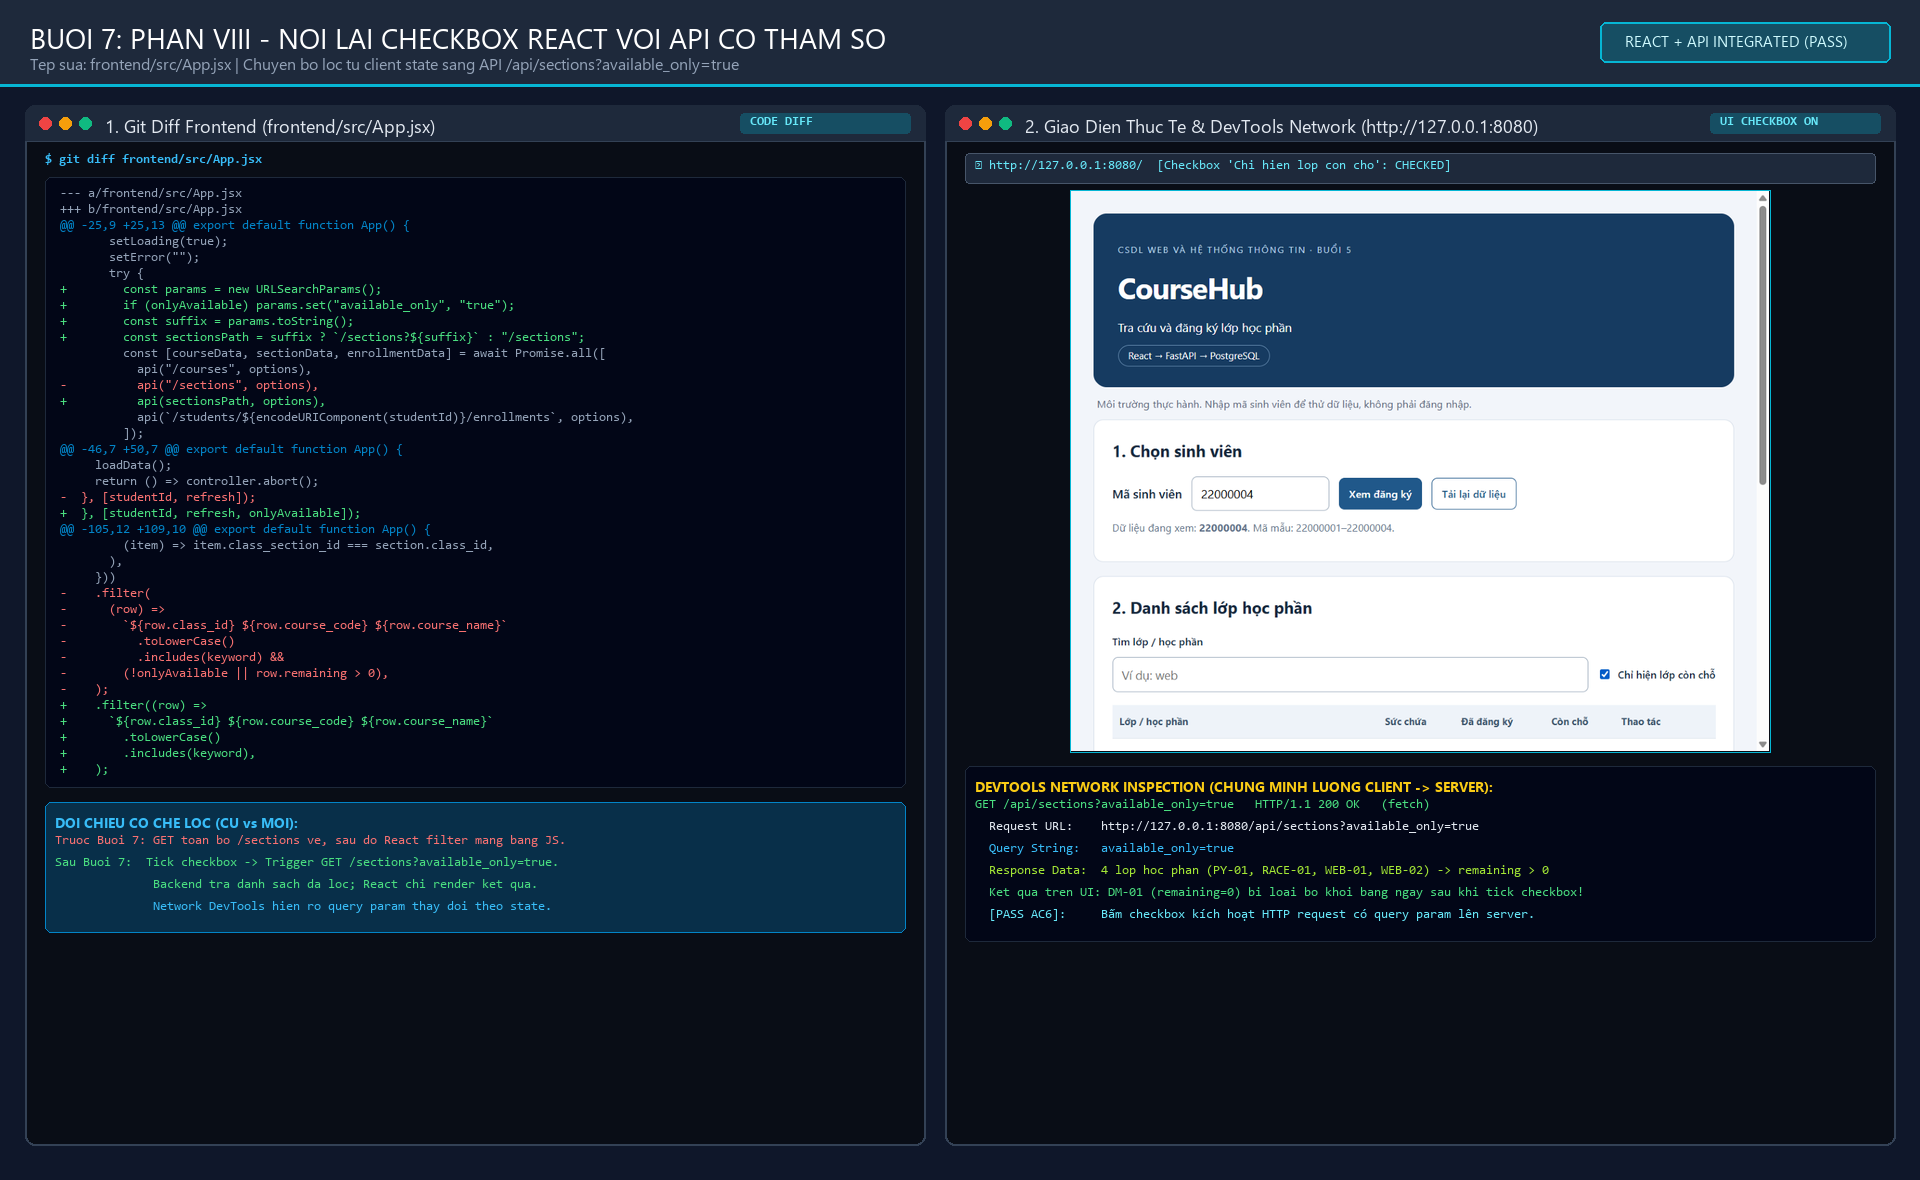 BUOI 7: PHAN VIII - NOI LAI CHECKBOX REACT VOI API CO THAM SO
Tep sua: frontend/src/App.jsx | Chuyen bo loc tu client state sang API /api/sections?available_only=true
REACT + API INTEGRATED (PASS)
1. Git Diff Frontend (frontend/src/App.jsx)
CODE DIFF
$ git diff frontend/src/App.jsx
--- a/frontend/src/App.jsx
+++ b/frontend/src/App.jsx
@@ -25,9 +25,13 @@ export default function App() {
setLoading(true);
setError("");
try {
+ const params = new URLSearchParams();
+ if (onlyAvailable) params.set("available_only", "true");
+ const suffix = params.toString();
+ const sectionsPath = suffix ? `/sections?${suffix}` : "/sections";
const [courseData, sectionData, enrollmentData] = await Promise.all([
api("/courses", options),
- api("/sections", options),
+ api(sectionsPath, options),
api(`/students/${encodeURIComponent(studentId)}/enrollments`, options),
]);
@@ -46,7 +50,7 @@ export default function App() {
loadData();
return () => controller.abort();
- }, [studentId, refresh]);
+ }, [studentId, refresh, onlyAvailable]);
@@ -105,12 +109,10 @@ export default function App() {
(item) => item.class_section_id === section.class_id,
),
}))
- .filter(
- (row) =>
- `${row.class_id} ${row.course_code} ${row.course_name}`
- .toLowerCase()
- .includes(keyword) &&
- (!onlyAvailable || row.remaining > 0),
- );
+ .filter((row) =>
+ `${row.class_id} ${row.course_code} ${row.course_name}`
+ .toLowerCase()
+ .includes(keyword),
+ );
DOI CHIEU CO CHE LOC (CU vs MOI):
Truoc Buoi 7: GET toan bo /sections ve, sau do React filter mang bang JS.
Sau Buoi 7: Tick checkbox -> Trigger GET /sections?available_only=true.
Backend tra danh sach da loc; React chi render ket qua.
Network DevTools hien ro query param thay doi theo state.
2. Giao Dien Thuc Te & DevTools Network (http://127.0.0.1:8080)
UI CHECKBOX ON
http://127.0.0.1:8080/ [Checkbox 'Chi hien lop con cho': CHECKED]
CSDL WEB VÀ HỆ THỐNG THÔNG TIN · BUỔI 5
CourseHub
Tra cứu và đăng ký lớp học phần
React → FastAPI → PostgreSQL
Môi trường thực hành. Nhập mã sinh viên để thử dữ liệu, không phải đăng nhập.
1. Chọn sinh viên
Mã sinh viên 22000004 Xem đăng ký Tải lại dữ liệu
Dữ liệu đang xem: 22000004. Mã mẫu: 22000001–22000004.
2. Danh sách lớp học phần
Tìm lớp / học phần
Ví dụ: web Chỉ hiện lớp còn chỗ
Lớp / học phần Sức chứa Đã đăng ký Còn chỗ Thao tác
DEVTOOLS NETWORK INSPECTION (CHUNG MINH LUONG CLIENT -> SERVER):
GET /api/sections?available_only=true HTTP/1.1 200 OK (fetch)
Request URL: http://127.0.0.1:8080/api/sections?available_only=true
Query String: available_only=true
Response Data: 4 lop hoc phan (PY-01, RACE-01, WEB-01, WEB-02) -> remaining > 0
Ket qua tren UI: DM-01 (remaining=0) bi loai bo khoi bang ngay sau khi tick checkbox!
[PASS AC6]: Bấm checkbox kích hoạt HTTP request có query param lên server.